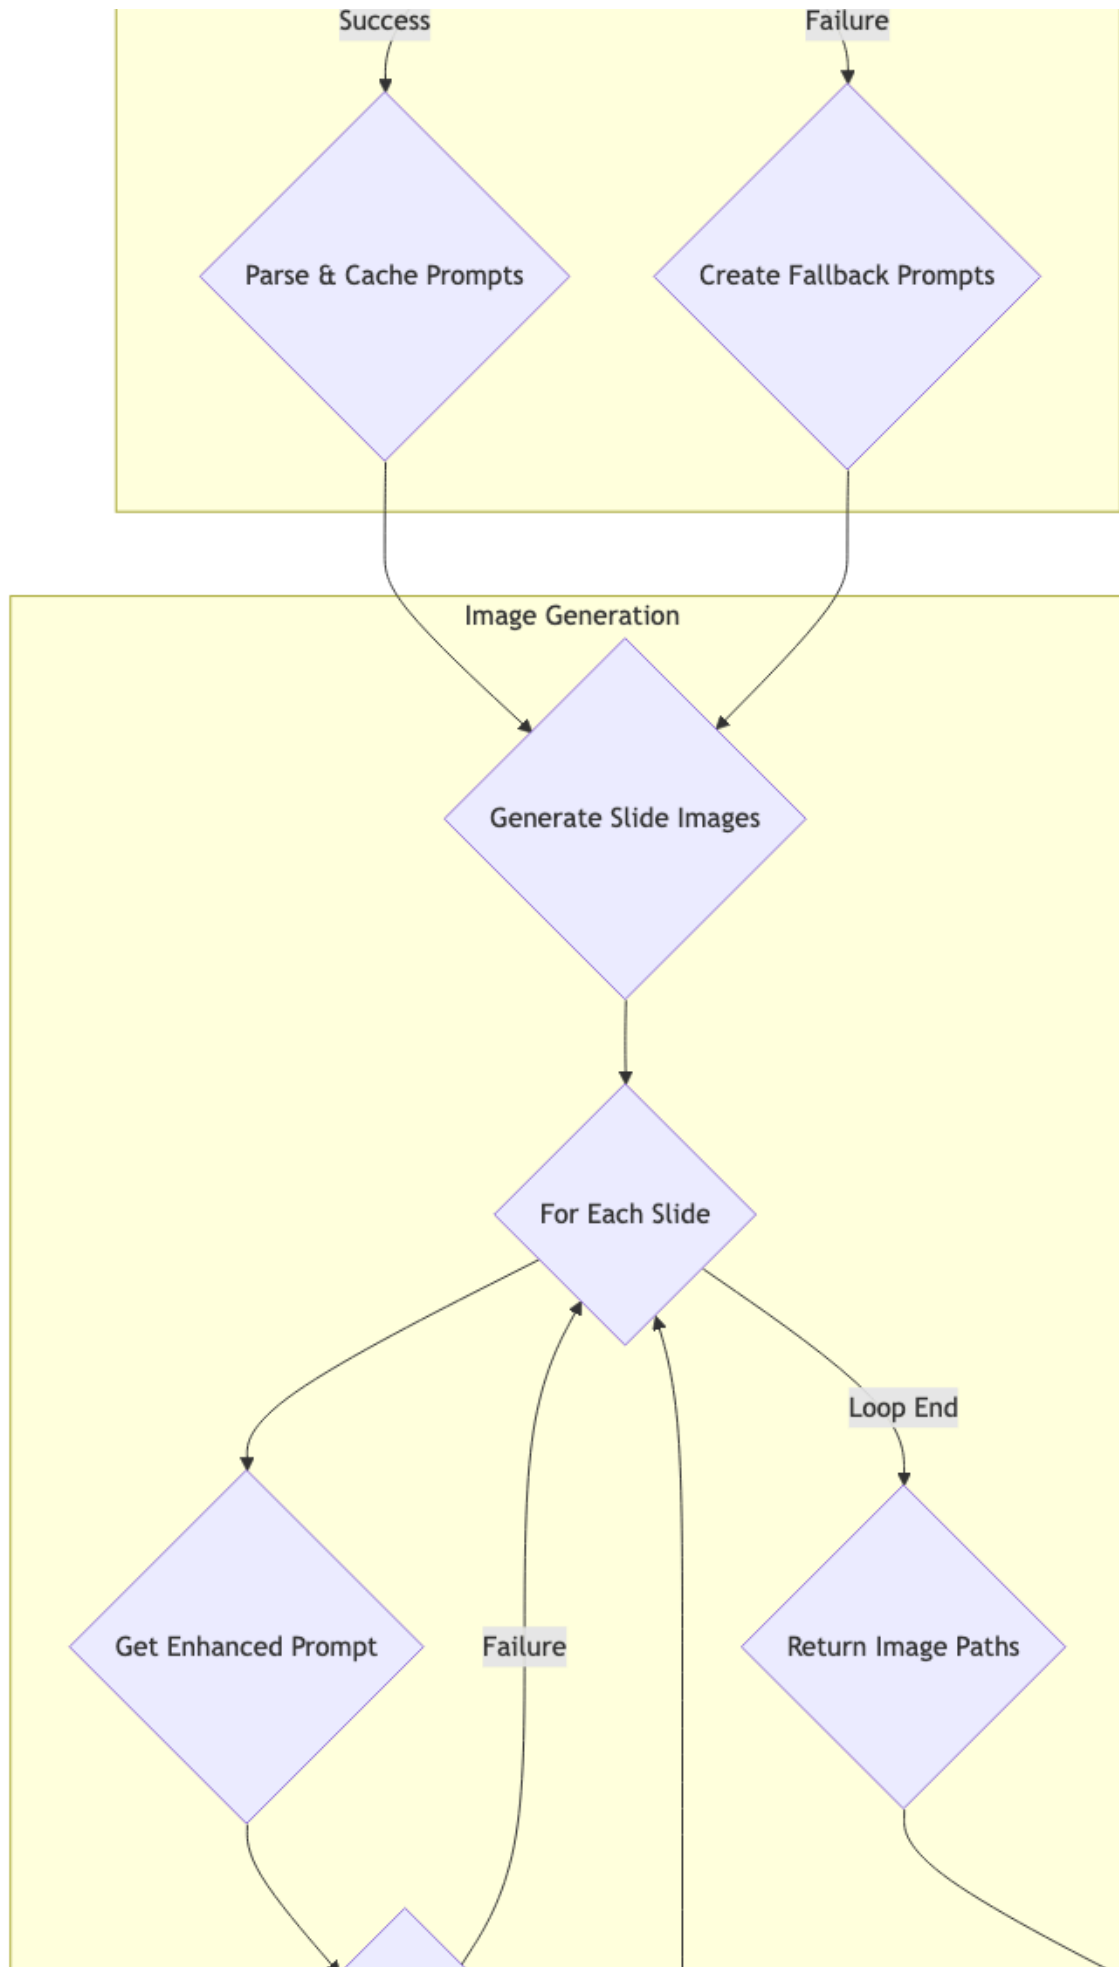 Success
Failure
Parse & Cache Prompts
Create Fallback Prompts
Image Generation
Generate Slide Images
For Each Slide
Loop End
Get Enhanced Prompt
Failure
Return Image Paths